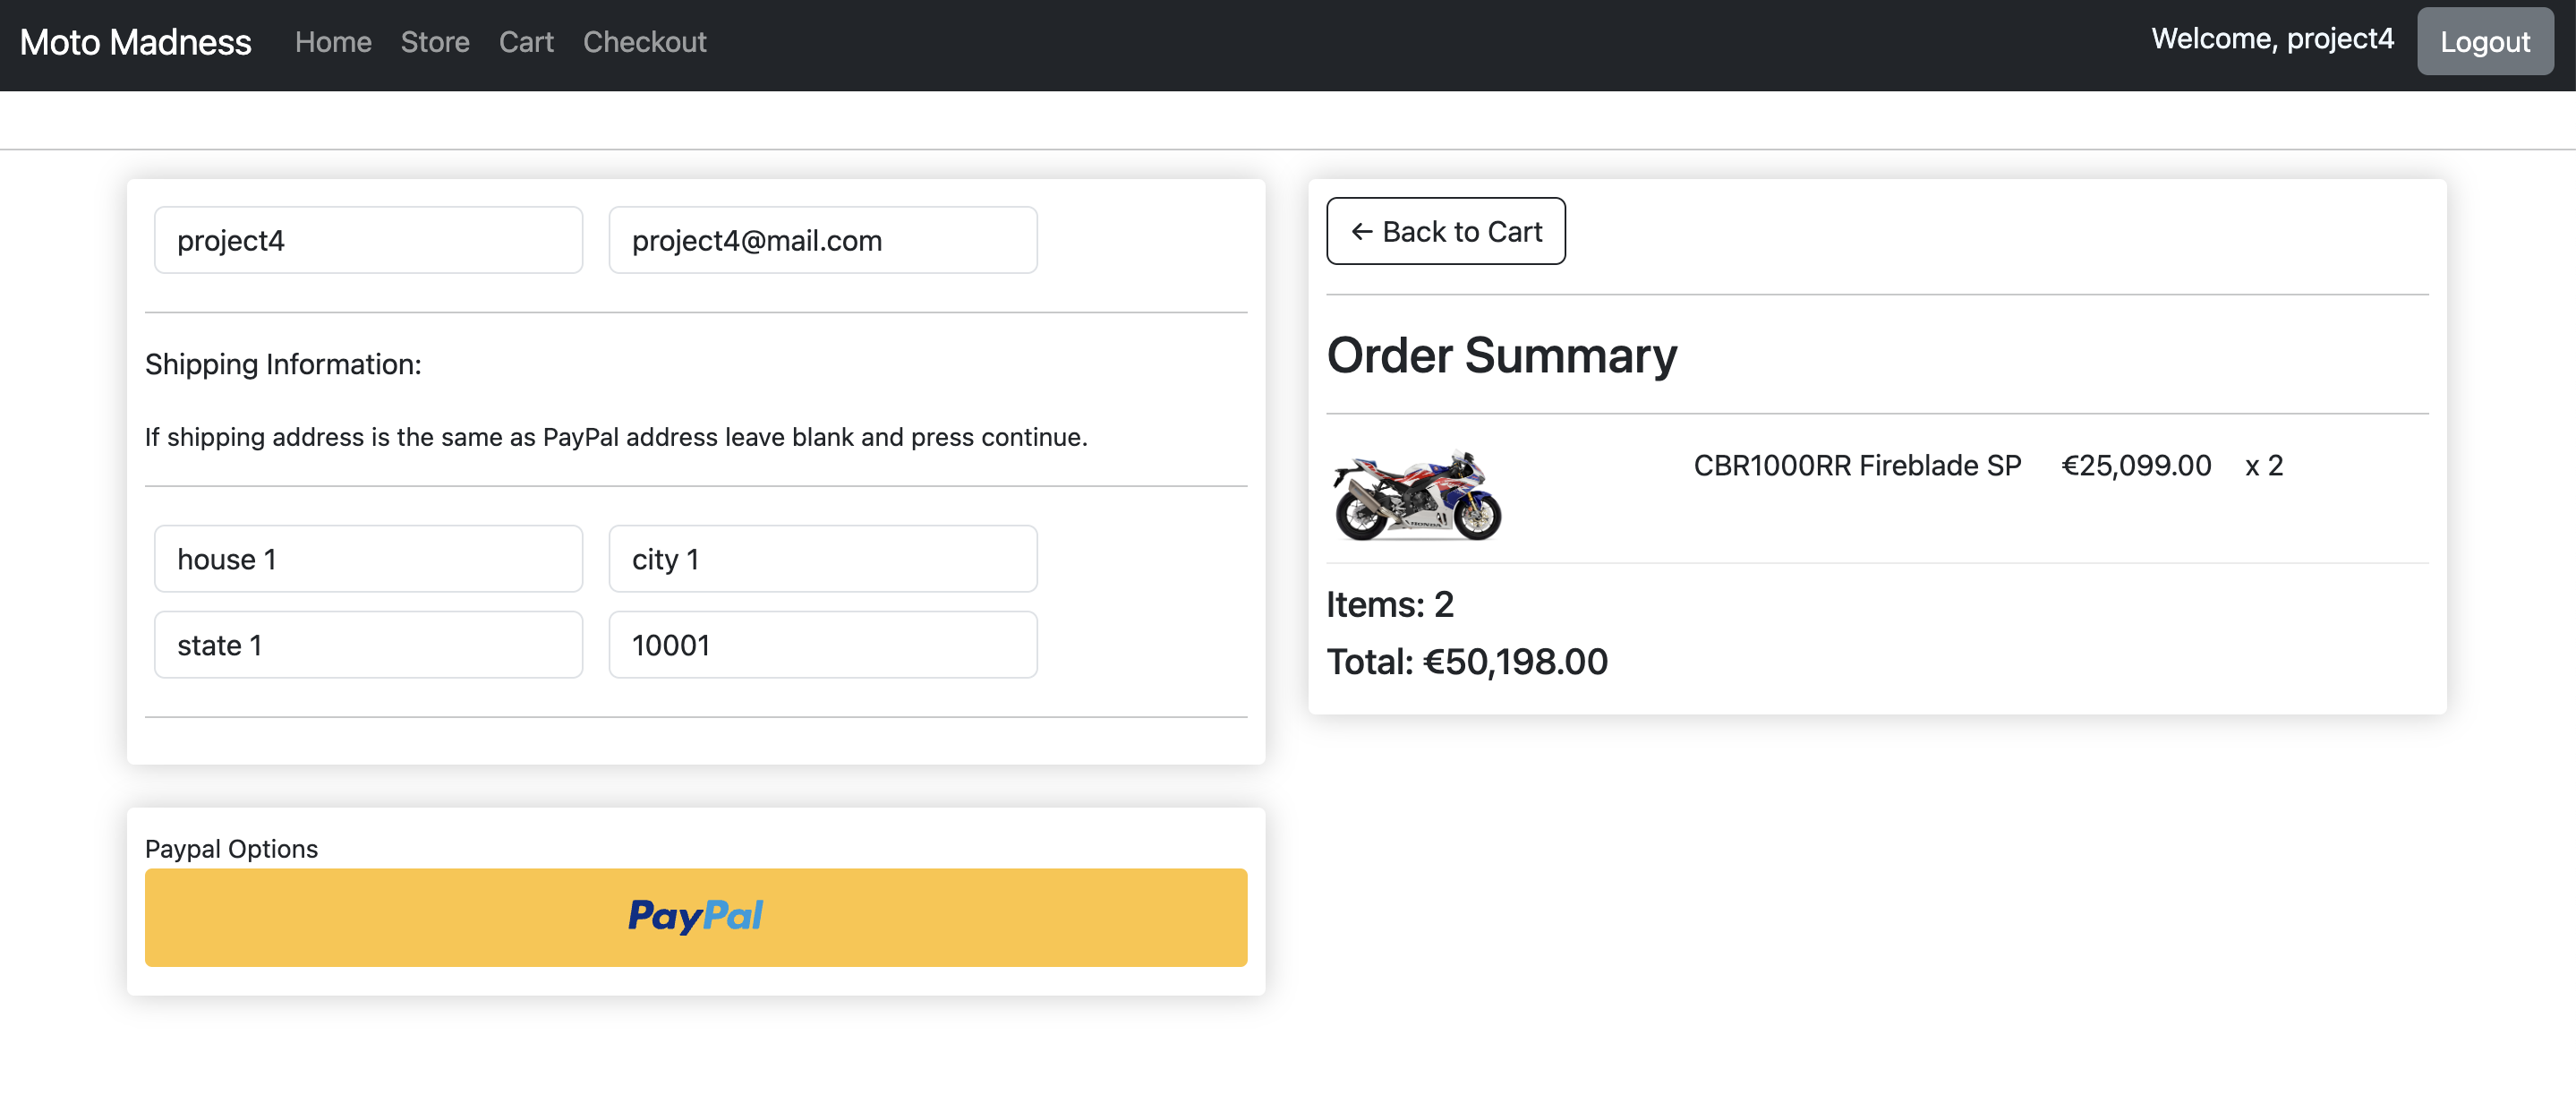 Moto Madness Home Store Cart Checkout Welcome, project4 Logout
project4 project4@mail.com
Shipping Information:
If shipping address is the same as PayPal address leave blank and press continue.
house 1 city 1
state 1 10001
Paypal Options
PayPal
← Back to Cart
Order Summary
CBR1000RR Fireblade SP €25,099.00 x 2
HONDA
Items: 2
Total: €50,198.00